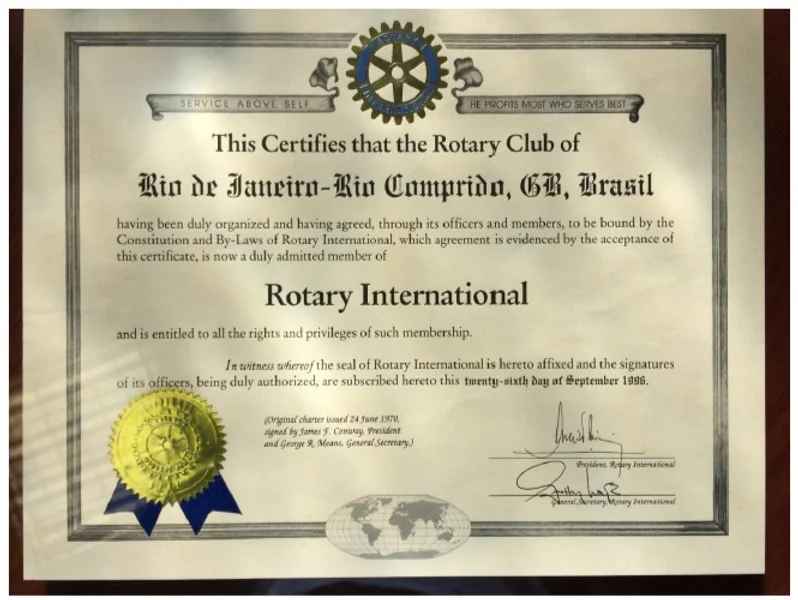 SERVICE ABOVE SELF
HE PROFITS MOST WHO SERVES BEST
This Certifies that the Rotary Club of
Rio de Janeiro-Rio Comprido, GB, Brasil
having been duly organized and having agreed, through its officers and members, to be bound by the
Constitution and By-Laws of Rotary International, which agreement is evidenced by the acceptance of
this certificate, is now a duly admitted member of
Rotary International
and is entitled to all the rights and privileges of such membership.
In witness whereof the seal of Rotary International is hereto affixed and the signatures
of its officers, being duly authorized, are subscribed hereto this twenty-sixth day of September 1996.
(Original charter issued 24 June 1970,
signed by James F. Conway, President
and George R. Means, General Secretary.)
President, Rotary International
General Secretary, Rotary International